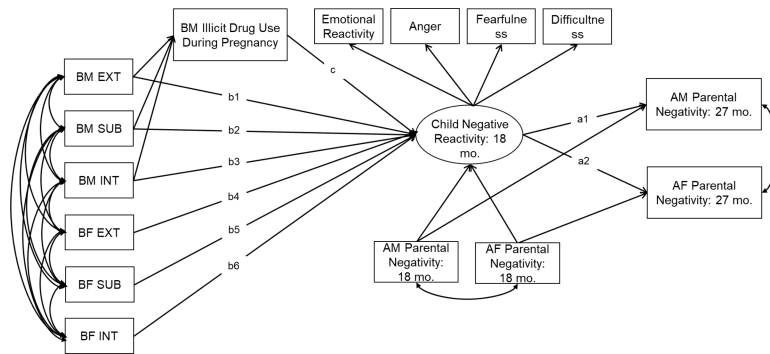 BM Illicit Drug Use
During Pregnancy
Emotional
Reactivity
Anger
Fearfulne
ss
Difficultne
ss
BM EXT
BM SUB
BM INT
BF EXT
BF SUB
BF INT
b1
b2
b3
b4
b5
b6
c
Child Negative
Reactivity: 18
mo.
a1
a2
AM Parental
Negativity: 27 mo.
AF Parental
Negativity: 27 mo.
AM Parental
Negativity:
18 mo.
AF Parental
Negativity:
18 mo.